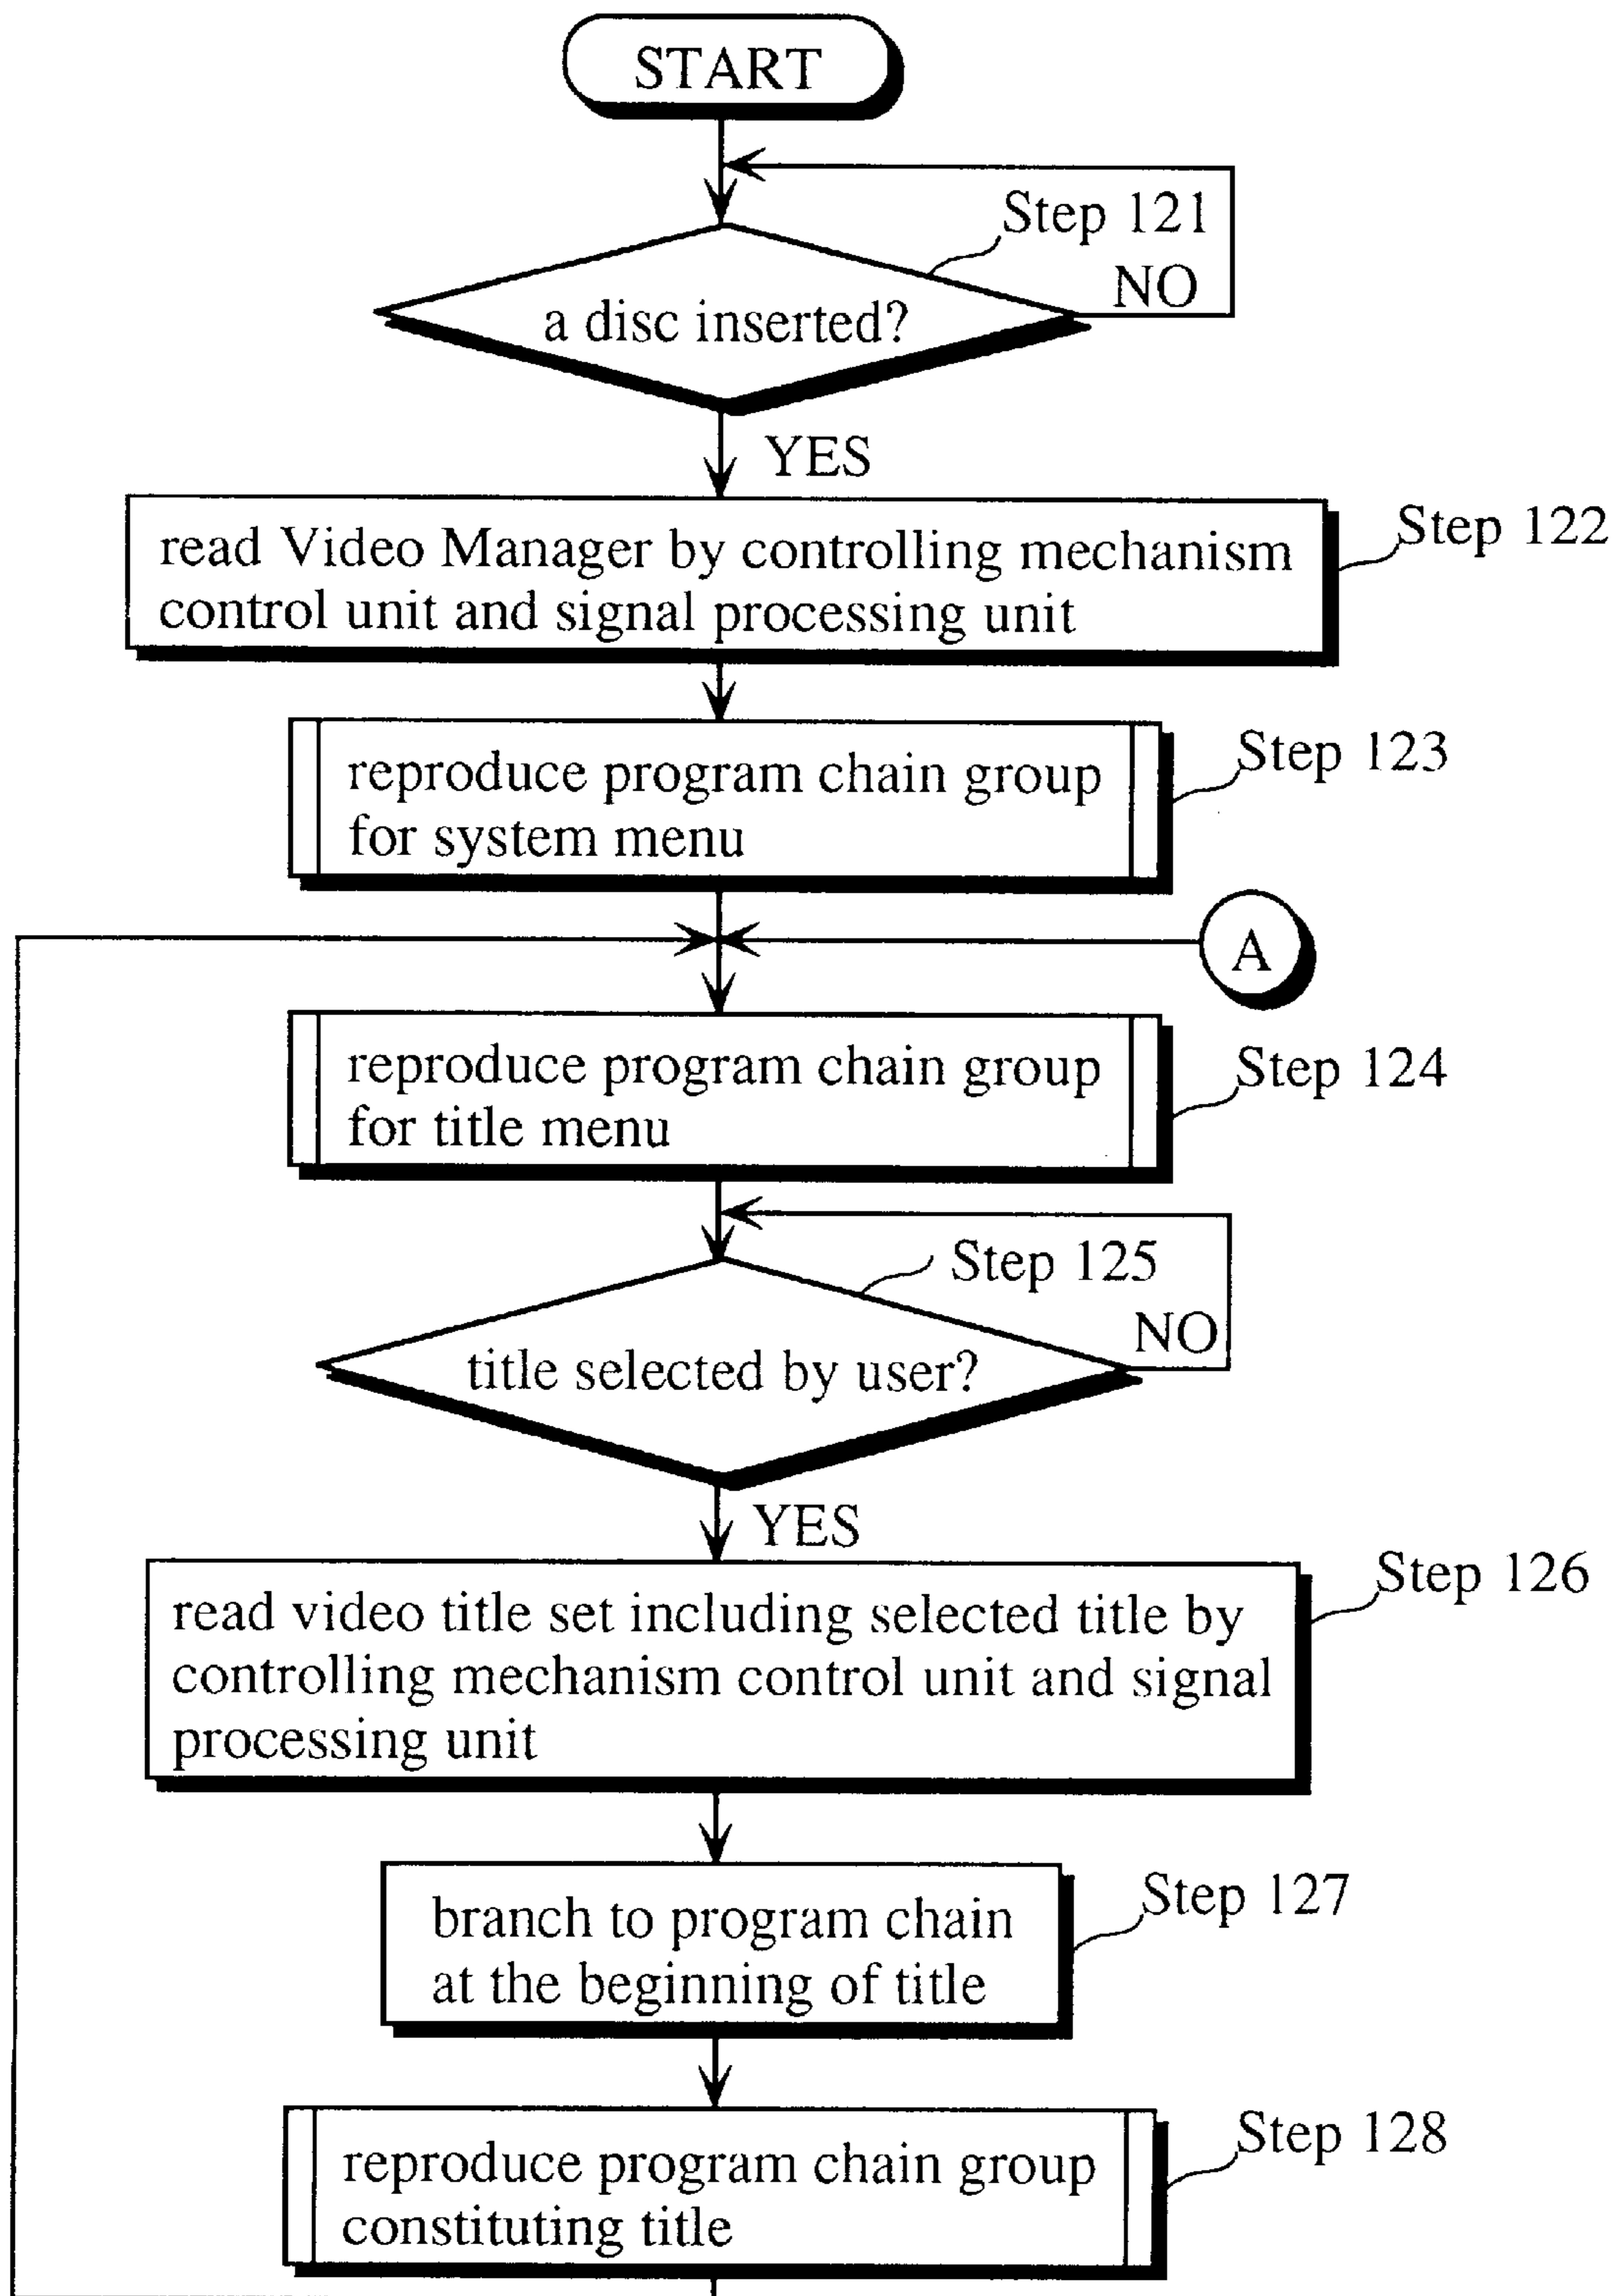 START
Step 121
NO
a disc inserted?
YES
Step 122
read Video Manager by controlling mechanism
control unit and signal processing unit
Step 123
reproduce program chain group
for system menu
A
Step 124
reproduce program chain group
for title menu
Step 125
NO
title selected by user?
YES
Step 126
read video title set including selected title by
controlling mechanism control unit and signal
processing unit
Step 127
branch to program chain
at the beginning of title
Step 128
reproduce program chain group
constituting title